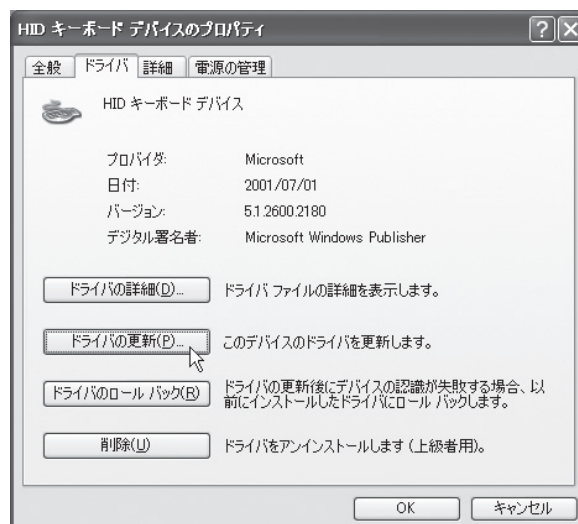 HID キーボード デバイスのプロパティ
全般 ドライバ 詳細 電源の管理
HID キーボード デバイス
プロバイダ: Microsoft
日付: 2001/07/01
バージョン: 5.1.2600.2180
デジタル署名者: Microsoft Windows Publisher
ドライバの詳細(D)... ドライバ ファイルの詳細を表示します。
ドライバの更新(P)... このデバイスのドライバを更新します。
ドライバのロール バック(R) ドライバの更新後にデバイスの認識が失敗する場合、以
前にインストールしたドライバにロール バックします。
削除(U) ドライバをアンインストールします (上級者用)。
OK キャンセル